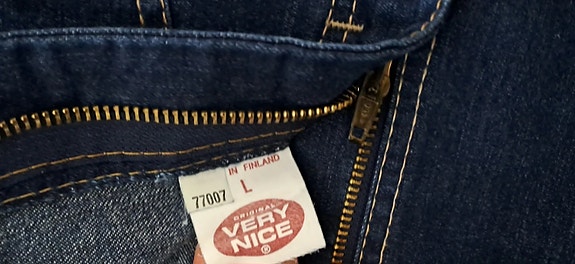 IN FINLAND
L
77007
ORIGINAL
VERY
NICE
®